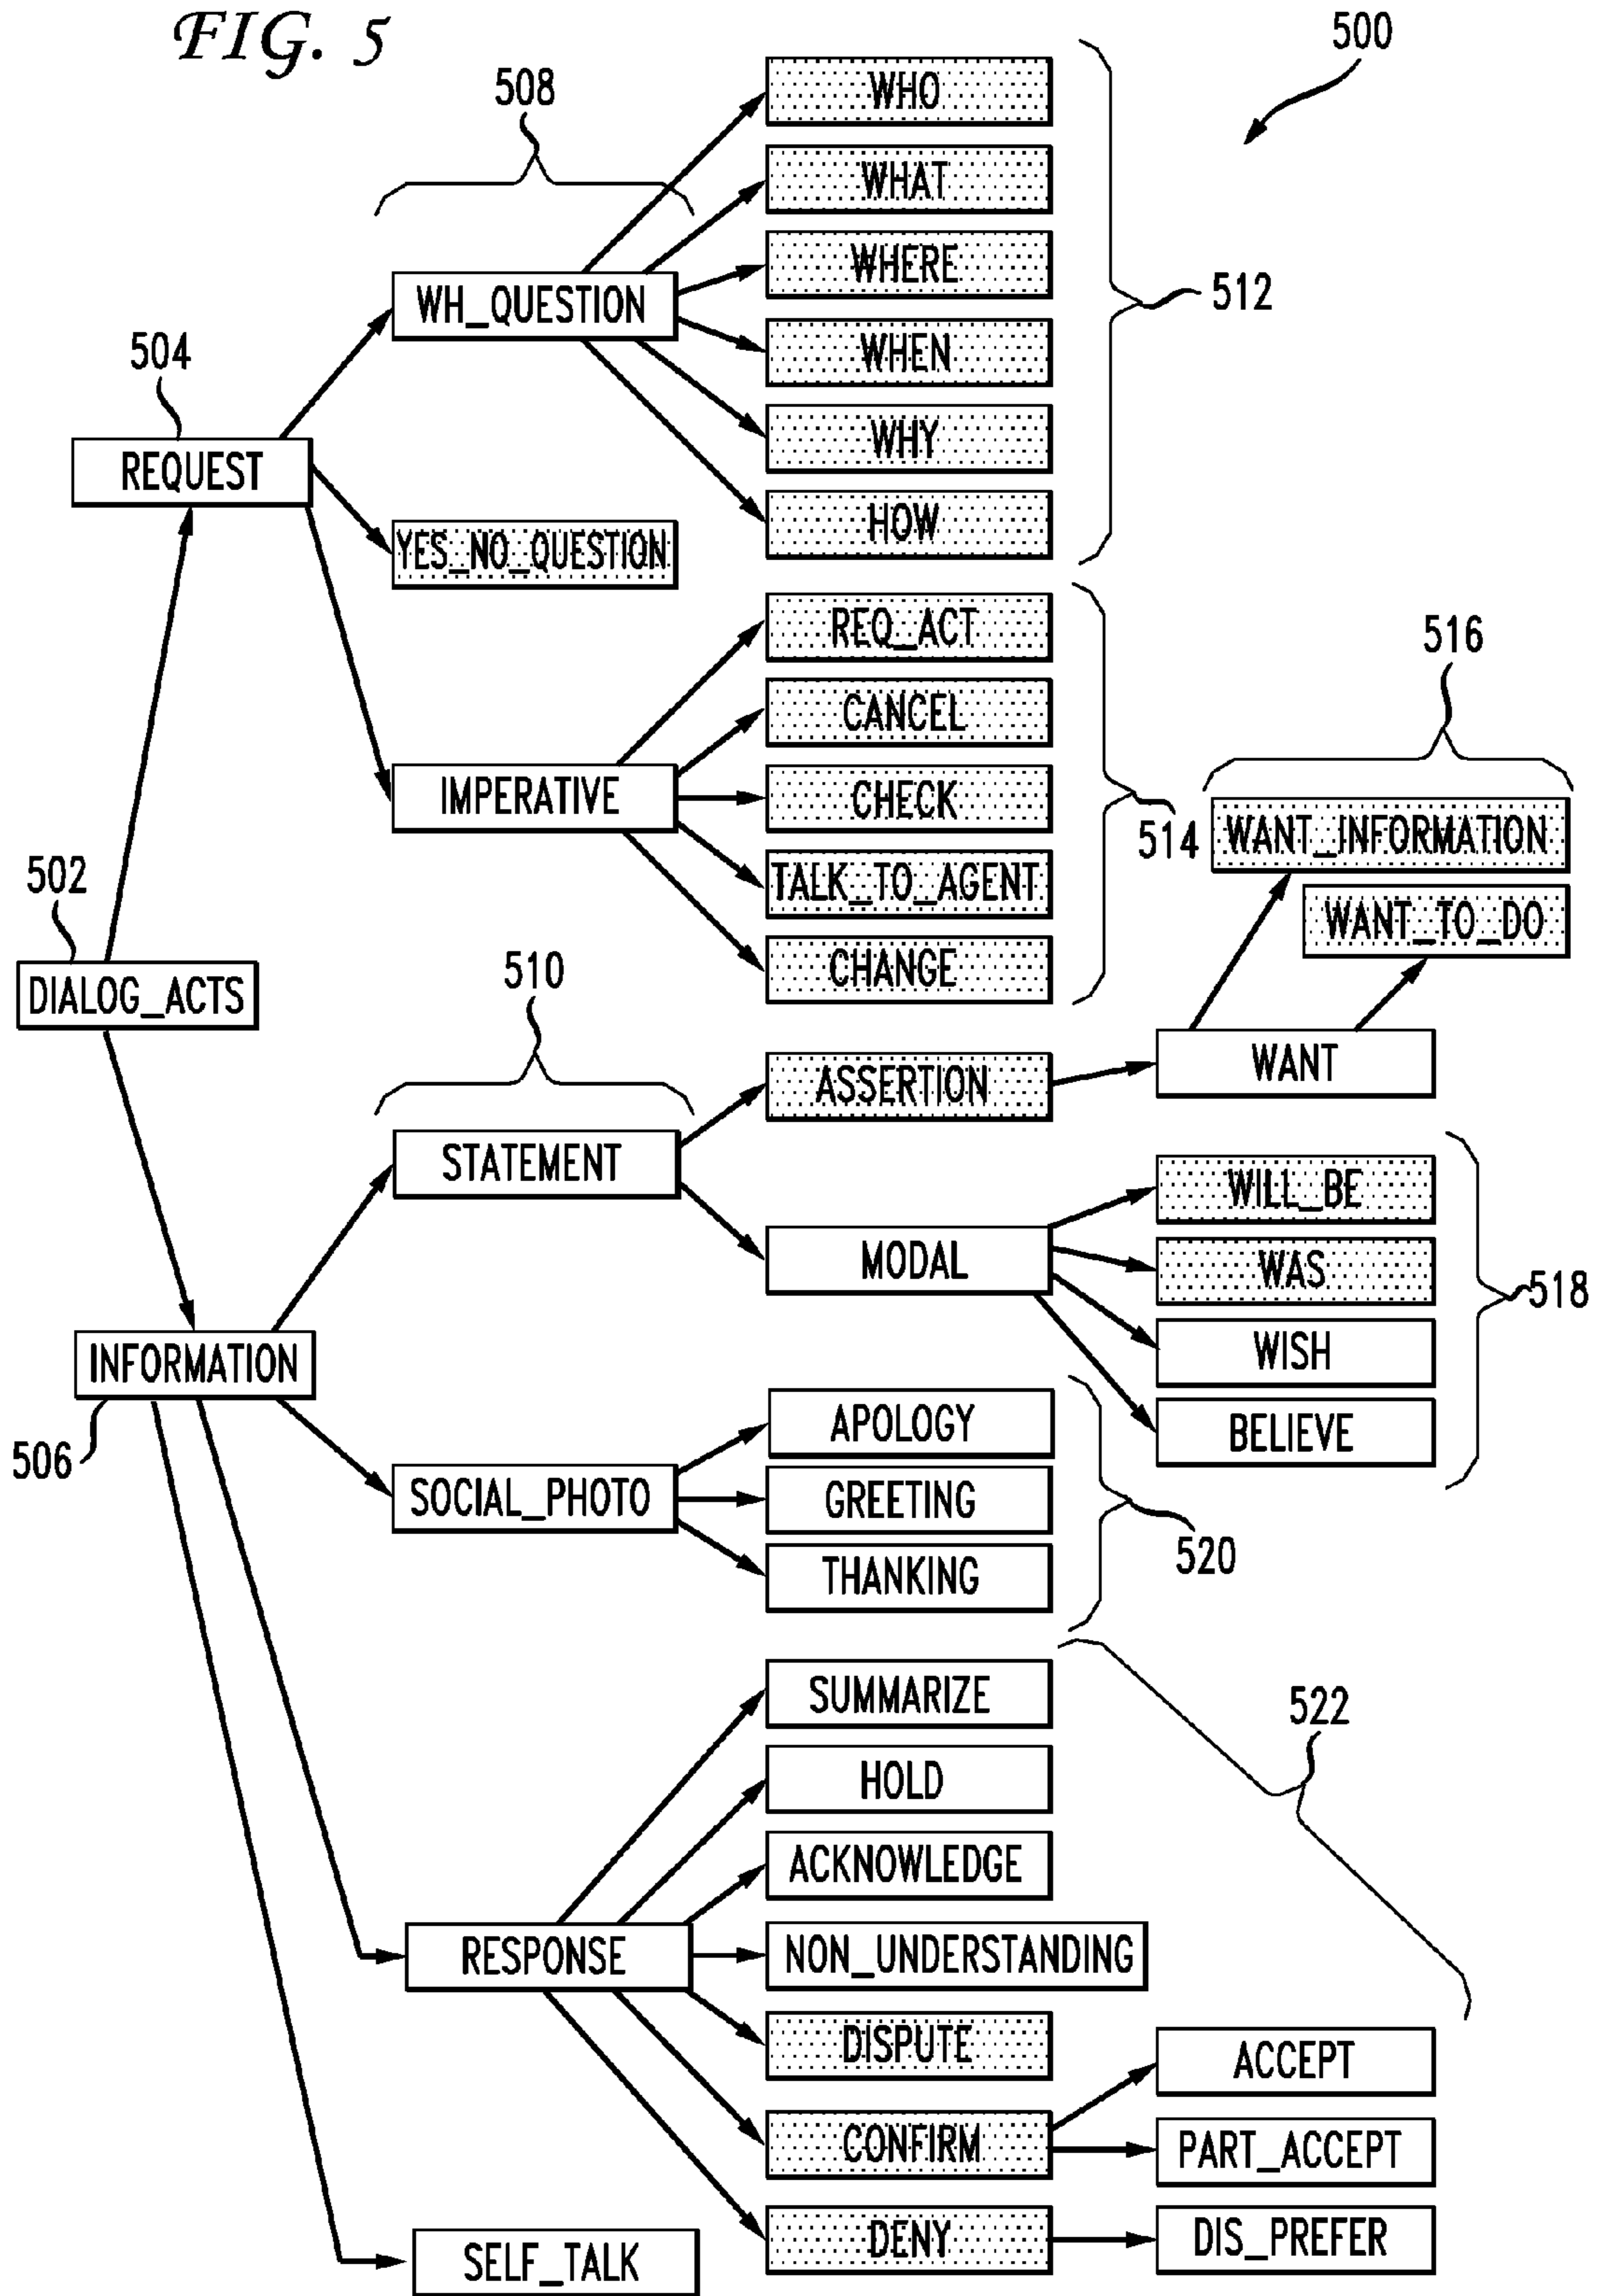 FIG. 5
500
508
WHO
WHAT
WHERE
512
WH_QUESTION
WHEN
504
WHY
REQUEST
HOW
YES_NO_QUESTION
REQ_ACT
516
CANCEL
IMPERATIVE
CHECK
514
WANT_INFORMATION
502
TALK_TO_AGENT
WANT_TO_DO
CHANGE
510
DIALOG_ACTS
WANT
ASSERTION
STATEMENT
WILL_BE
MODAL
WAS
518
INFORMATION
WISH
APOLOGY
BELIEVE
506
SOCIAL_PHOTO
GREETING
520
THANKING
SUMMARIZE
522
HOLD
ACKNOWLEDGE
RESPONSE
NON_UNDERSTANDING
DISPUTE
ACCEPT
CONFIRM
PART_ACCEPT
DENY
DIS_PREFER
SELF_TALK